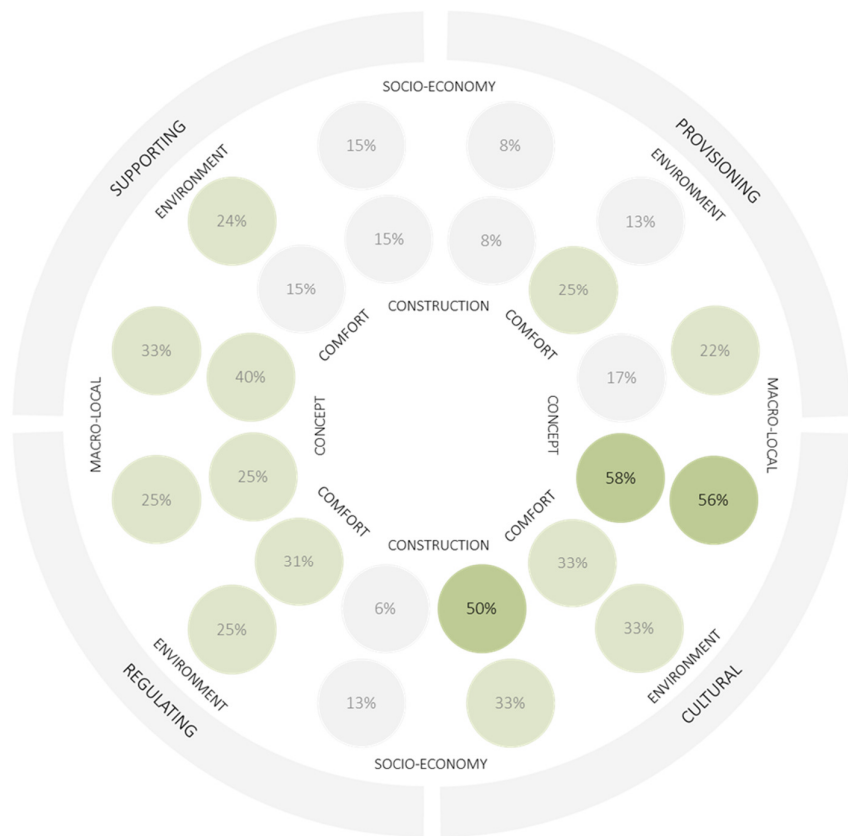 SOCIO-ECONOMY
SUPPORTING
PROVISIONING
ENVIRONMENT
ENVIRONMENT
15%
8%
24%
13%
15%
8%
15%
25%
CONSTRUCTION
COMFORT
COMFORT
33%
22%
40%
17%
MACRO-LOCAL
CONCEPT
CONCEPT
MACRO-LOCAL
25%
58%
25%
56%
COMFORT
COMFORT
CONSTRUCTION
31%
33%
6%
50%
25%
33%
ENVIRONMENT
ENVIRONMENT
REGULATING
CULTURAL
13%
33%
SOCIO-ECONOMY